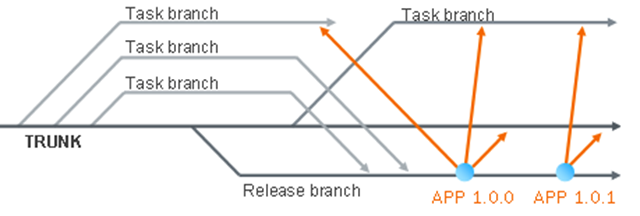 Task branch
Task branch
Task branch
Task branch
TRUNK
Release branch
APP 1.0.0
APP 1.0.1